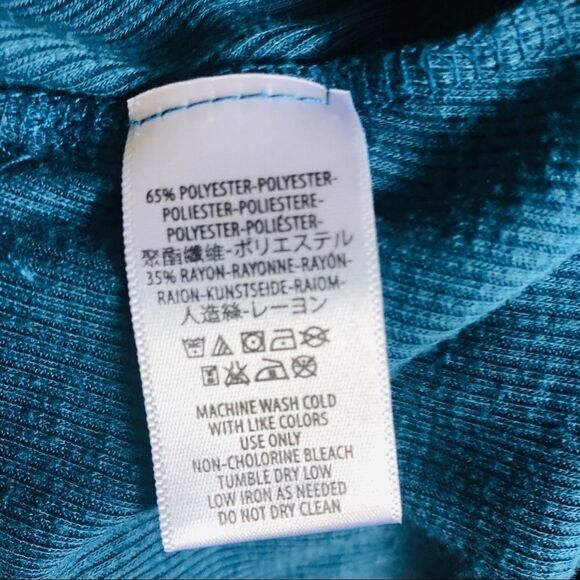 65% POLYESTER-POLYESTER-
POLIESTER-POLIESTERE-
POLYESTER-POLIÉSTER-
聚酯纖维-ポリエステル
35% RAYON-RAYONNE-RAYÓN-
RAION-KUNSTSEIDE-RAIOM-
人造絲-レーヨン
MACHINE WASH COLD
WITH LIKE COLORS
USE ONLY
NON-CHOLORINE BLEACH
TUMBLE DRY LOW
LOW IRON AS NEEDED
DO NOT DRY CLEAN